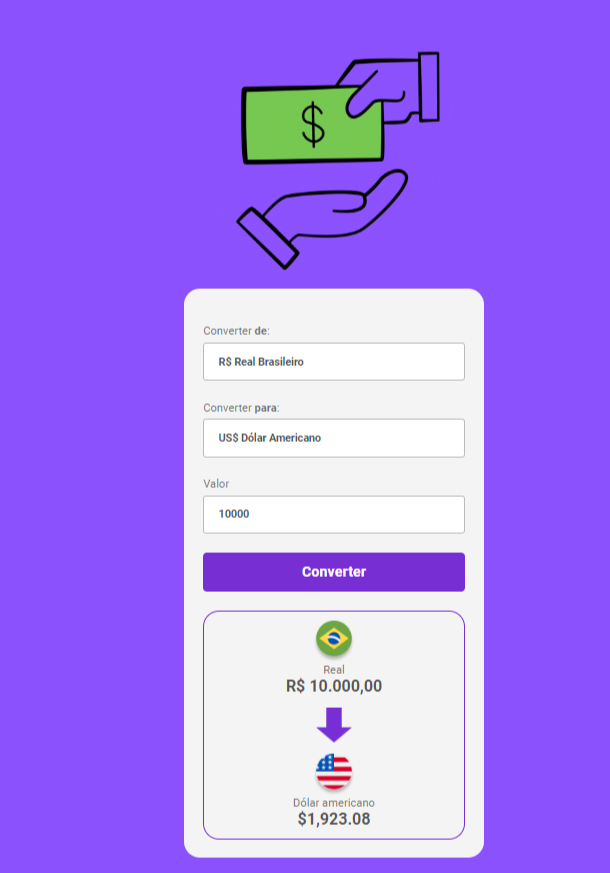 $
Converter de:
R$ Real Brasileiro
Converter para:
US$ Dólar Americano
Valor
10000
Converter
Real
R$ 10.000,00
Dólar americano
$1,923.08